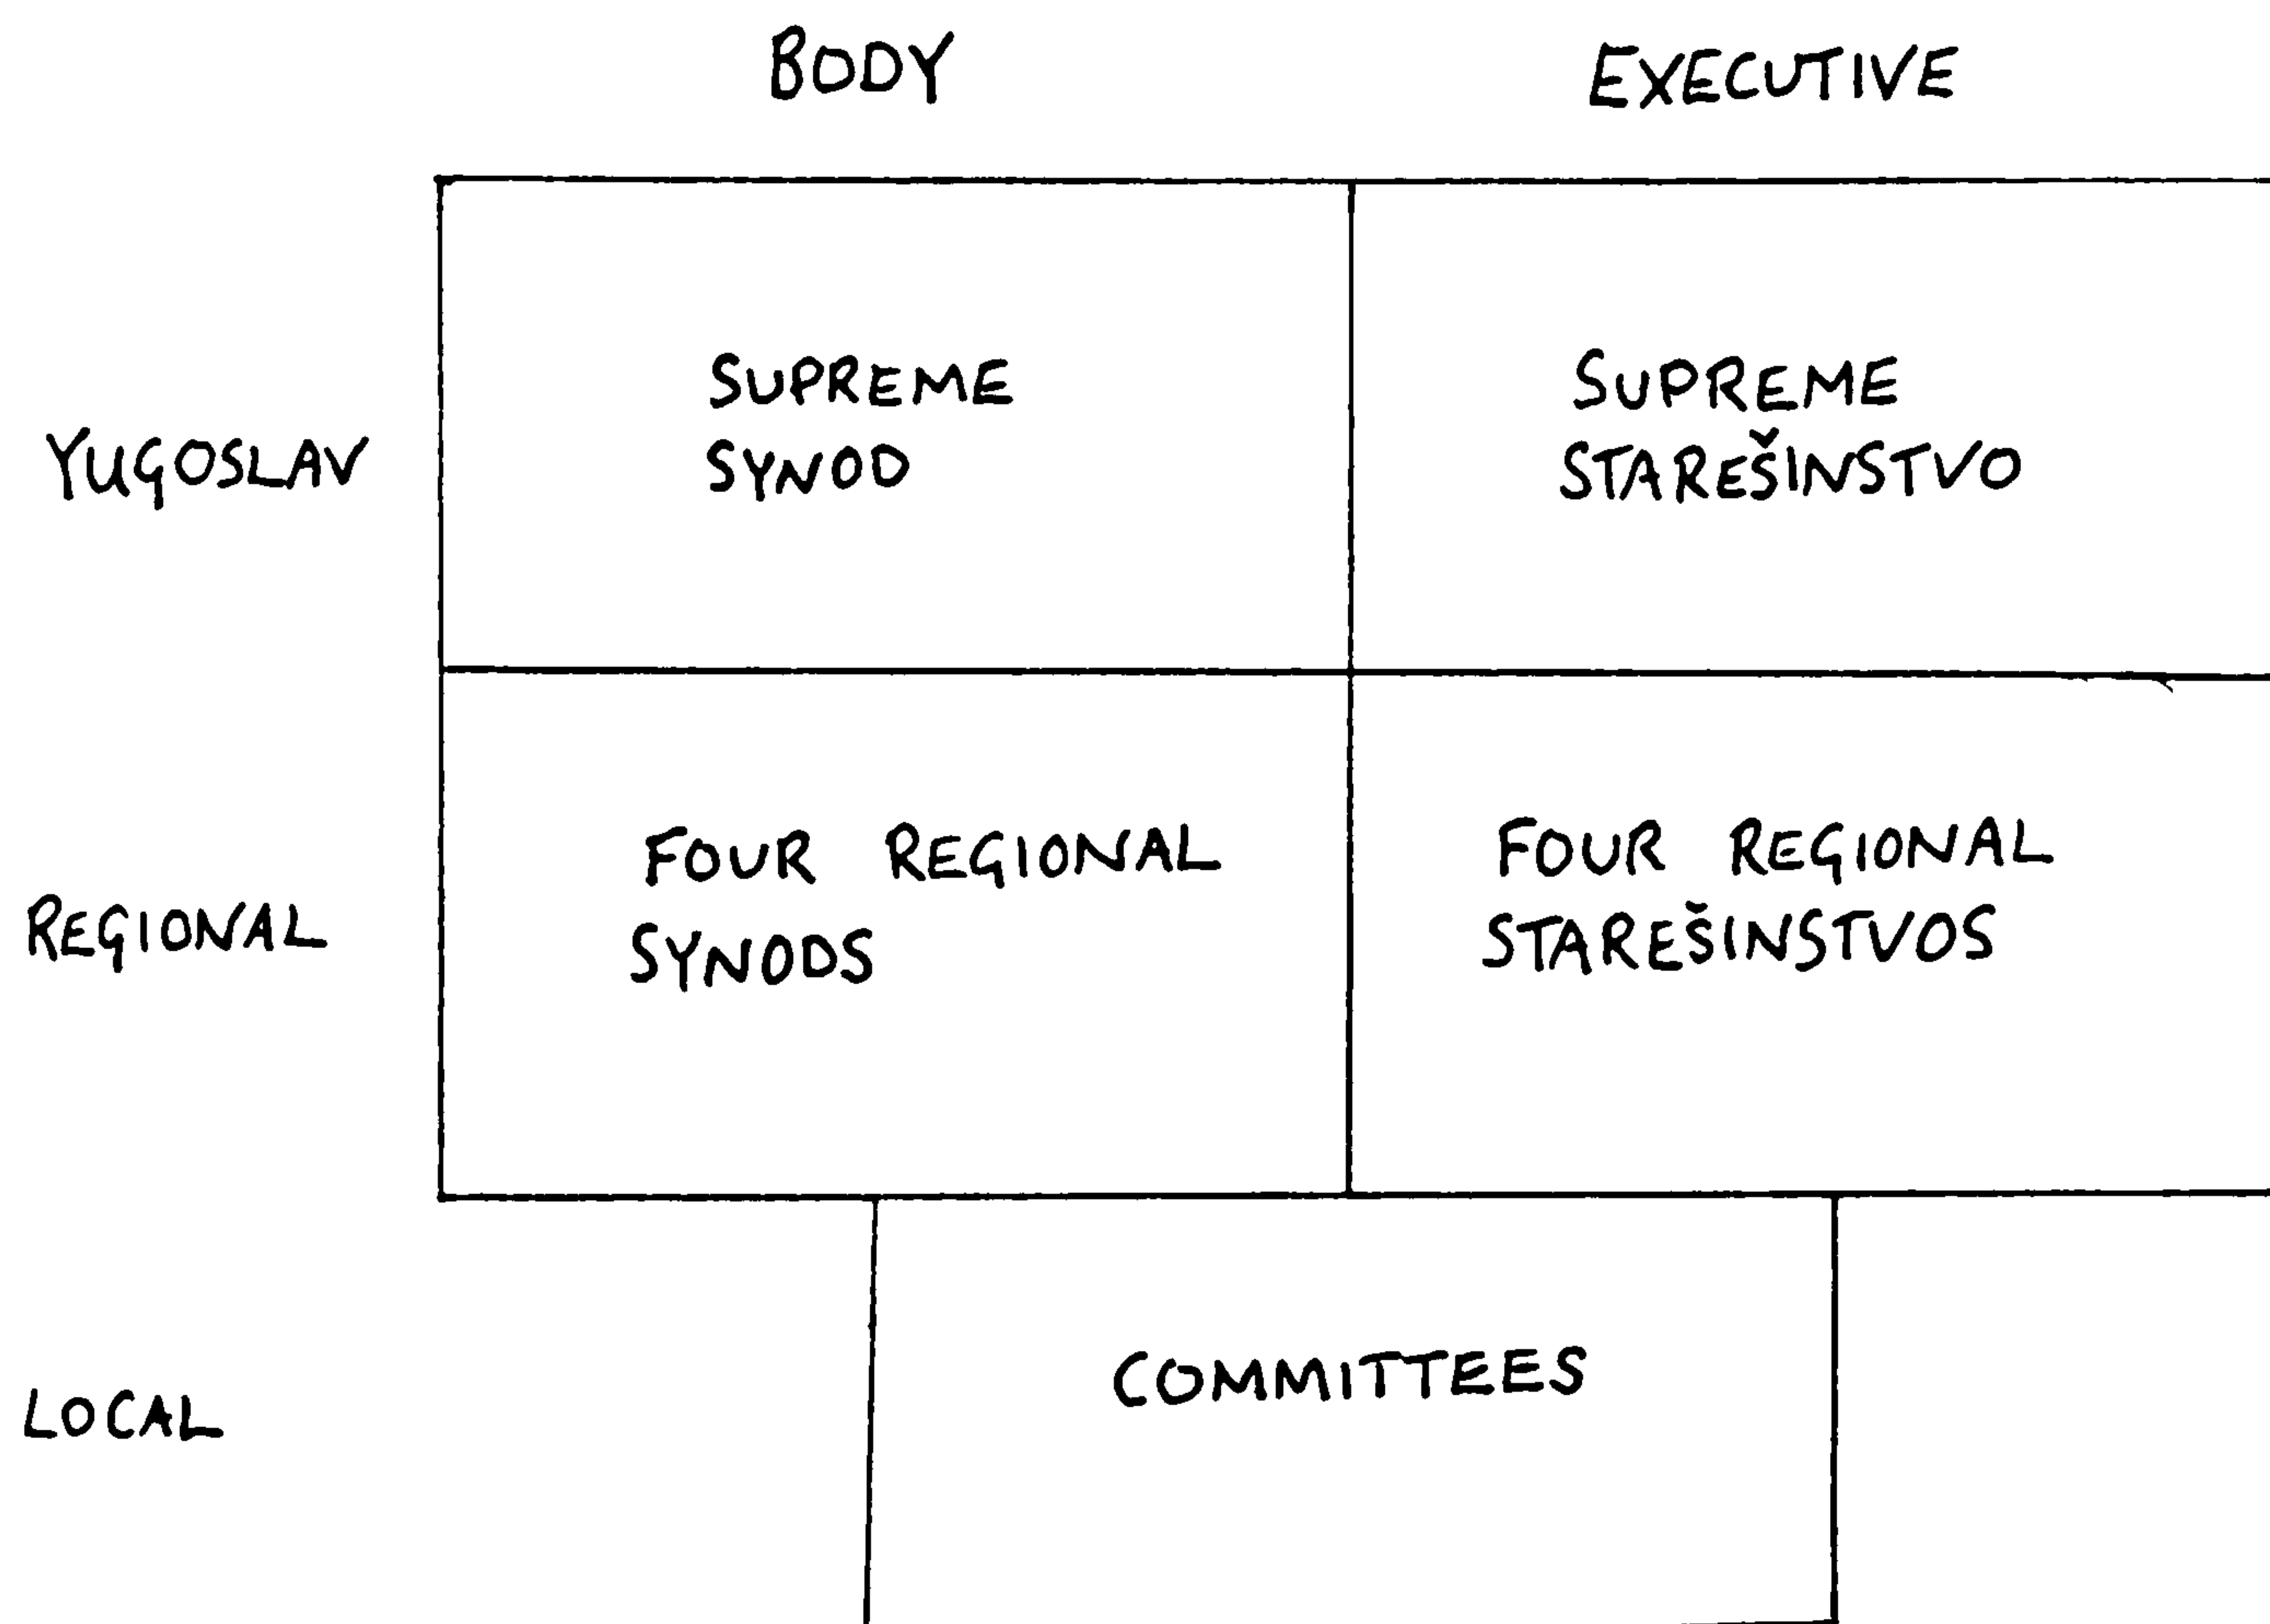 BODY EXECUTIVE
YUGOSLAV
SUPREME
SYNOD
SUPREME
STAREŠINSTVO
REGIONAL
FOUR REGIONAL
SYNODS
FOUR REGIONAL
STAREŠINSTVOS
LOCAL
COMMITTEES